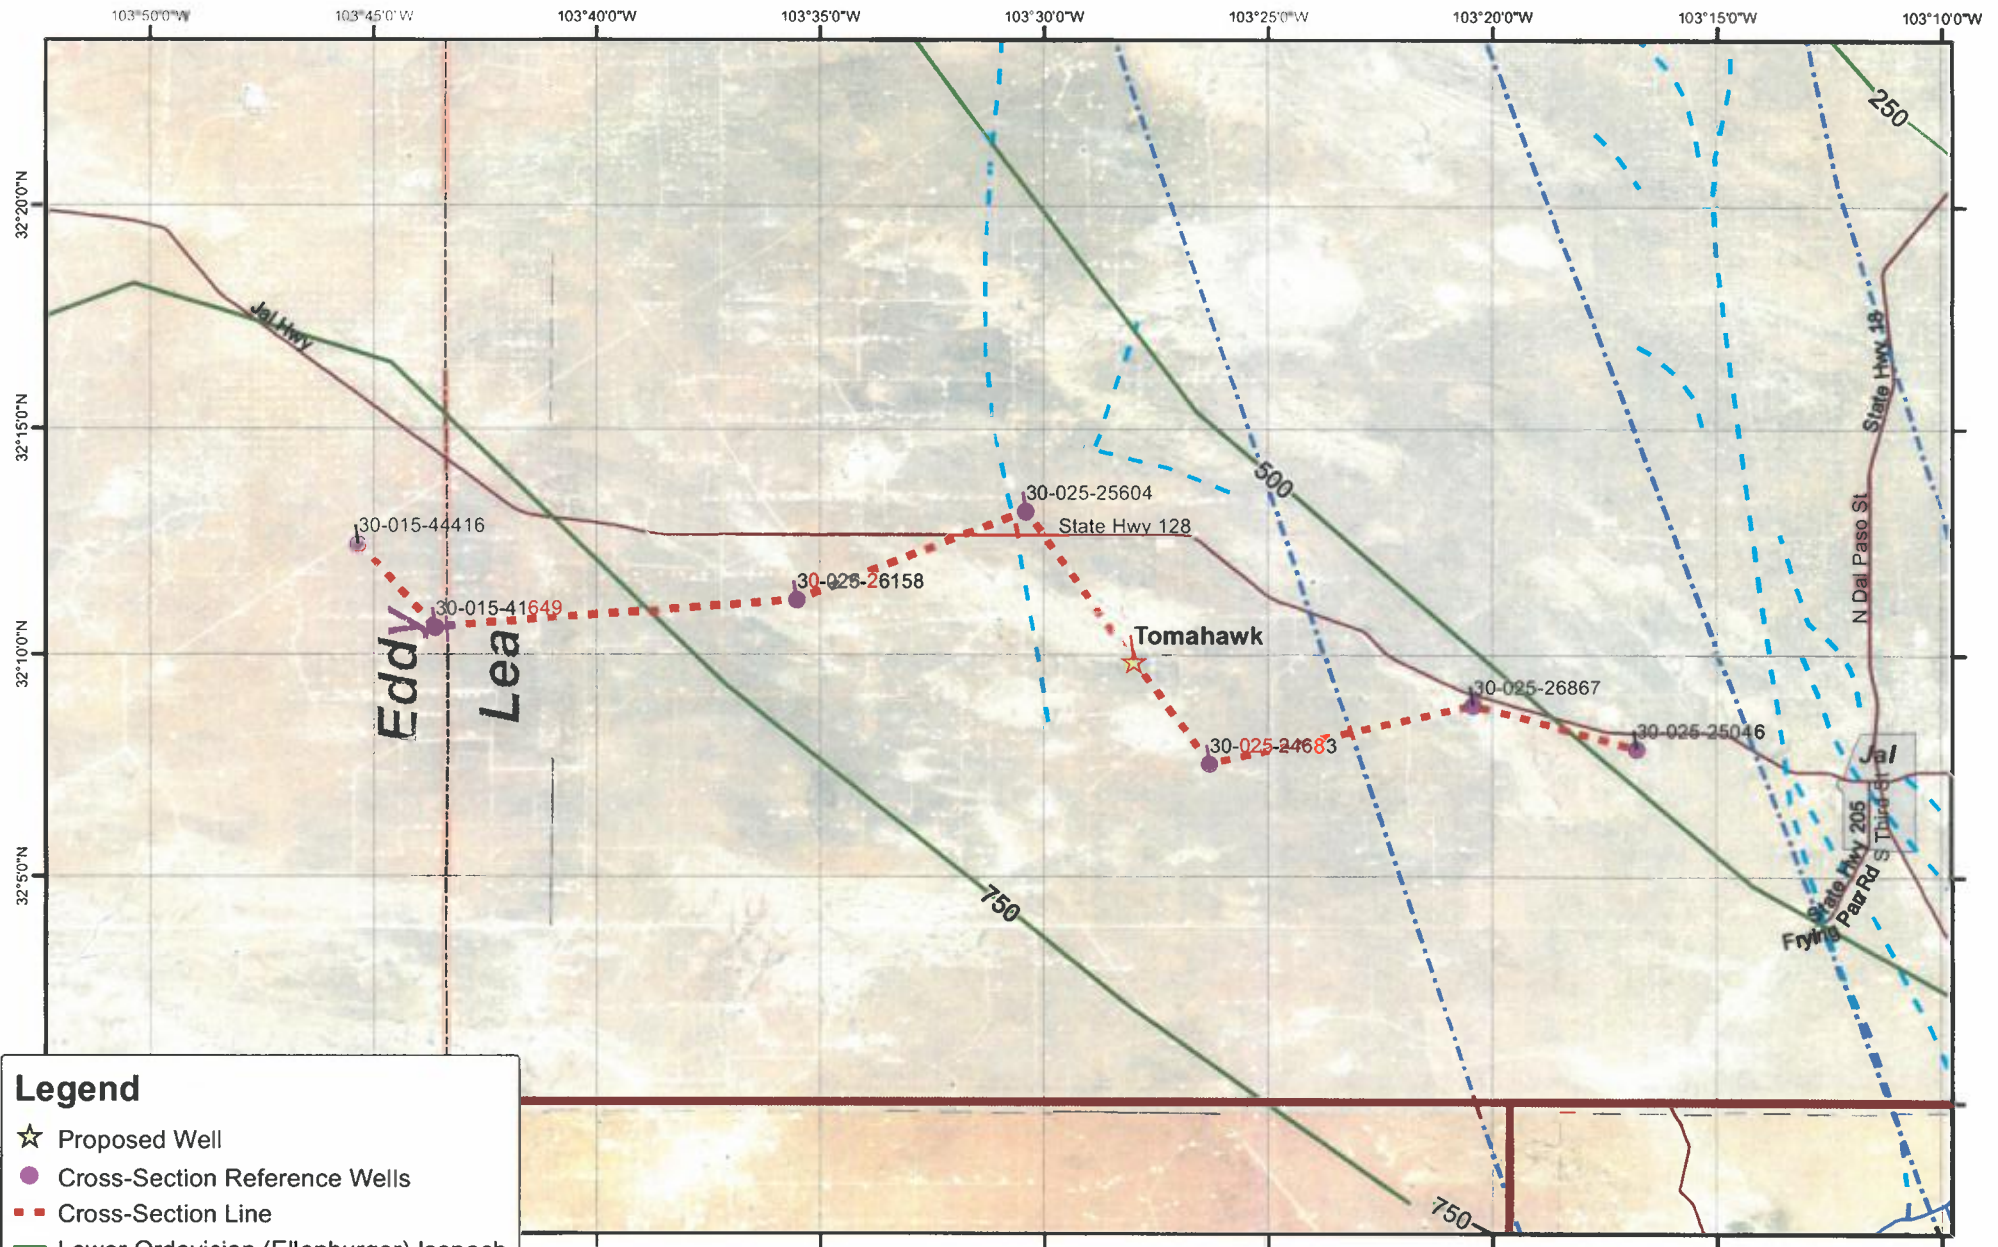 103°50'0"W
103°45'0"W
103°40'0"W
103°35'0"W
103°30'0"W
103°25'0"W
103°20'0"W
103°15'0"W
103°10'0"W
250
32°20'0"N
Jal Hwy
State Hwy 18
32°15'0"N
500
30-025-25604
30-015-44416
State Hwy 128
N Dal Paso St
30-025-26158
30-015-41649
Tomahawk
32°10'0"N
Eddy
Lea
30-025-26867
30-025-24683
30-025-25046
Jal
S Third St
State Hwy 205
32°5'0"N
750
Frying Pan Rd
Legend
Proposed Well
Cross-Section Reference Wells
Cross-Section Line
Lower Ordovician (Ellenburger) Isopach
750